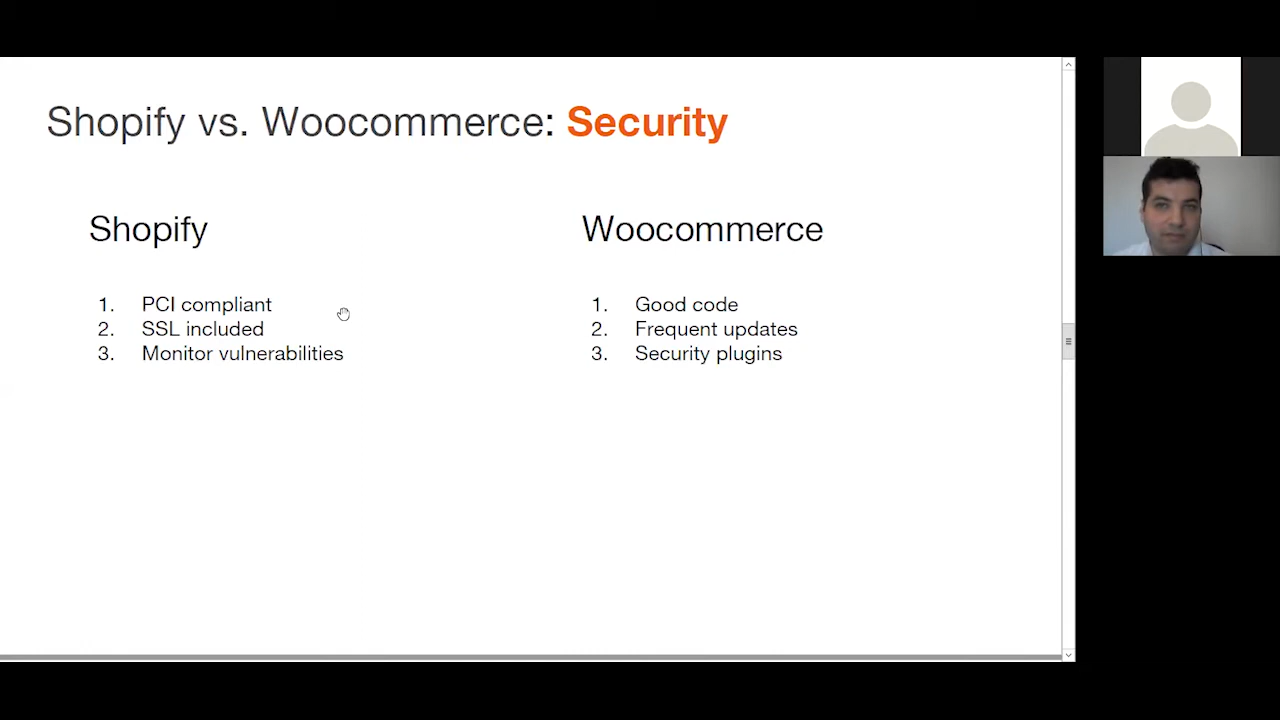 Shopify vs. Woocommerce: Security
Shopify
1. PCI compliant
2. SSL included
3. Monitor vulnerabilities
Woocommerce
1. Good code
2. Frequent updates
3. Security plugins